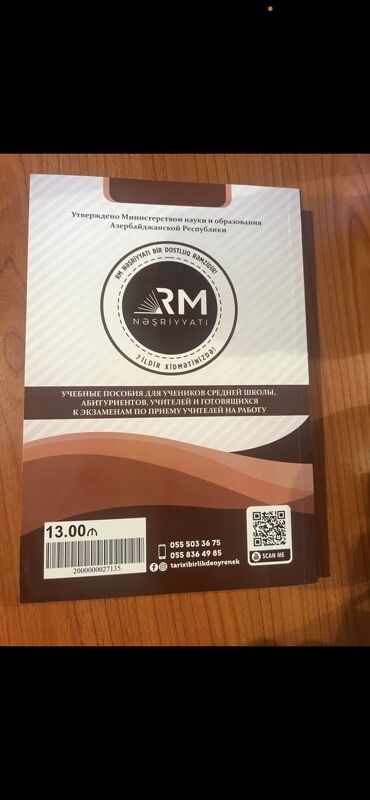 Утверждено Министерством науки и образования
Азербайджанской Республики
RM NƏŞRİYYATI BİR DOSTLUQ RƏMZİDİR!
RM
NƏŞRİYYATI
7 İLDİR XİDMƏTİNİZDƏ!
УЧЕБНЫЕ ПОСОБИЯ ДЛЯ УЧЕНИКОВ СРЕДНЕЙ ШКОЛЫ,
АБИТУРИЕНТОВ, УЧИТЕЛЕЙ И ГОТОВЯЩИХСЯ
К ЭКЗАМЕНАМ ПО ПРИЕМУ УЧИТЕЛЕЙ НА РАБОТУ
13.00₼
2000000027135
055 503 36 75
055 836 49 85
tarixibirlikdeoyrenek
SCAN ME